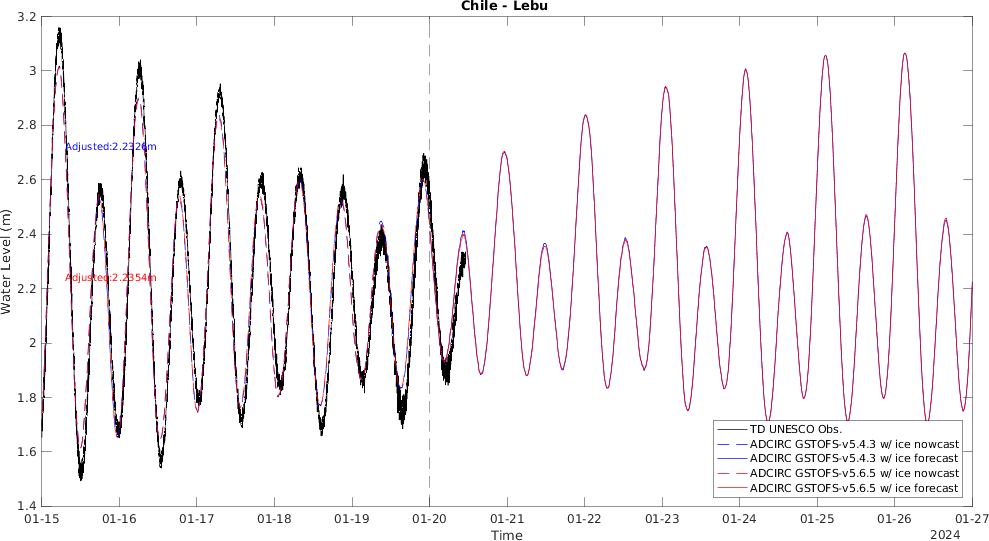 Chile - Lebu
3.2
3
2.8
2.6
2.4
2.2
2
1.8
1.6
1.4
Water Level (m)
Adjusted:2.2326m
Adjusted:2.2354m
TD UNESCO Obs.
ADCIRC GSTOFS-v5.4.3 w/ ice nowcast
ADCIRC GSTOFS-v5.4.3 w/ ice forecast
ADCIRC GSTOFS-v5.6.5 w/ ice nowcast
ADCIRC GSTOFS-v5.6.5 w/ ice forecast
01-15 01-16 01-17 01-18 01-19 01-20 01-21 01-22 01-23 01-24 01-25 01-26 01-27
Time
2024